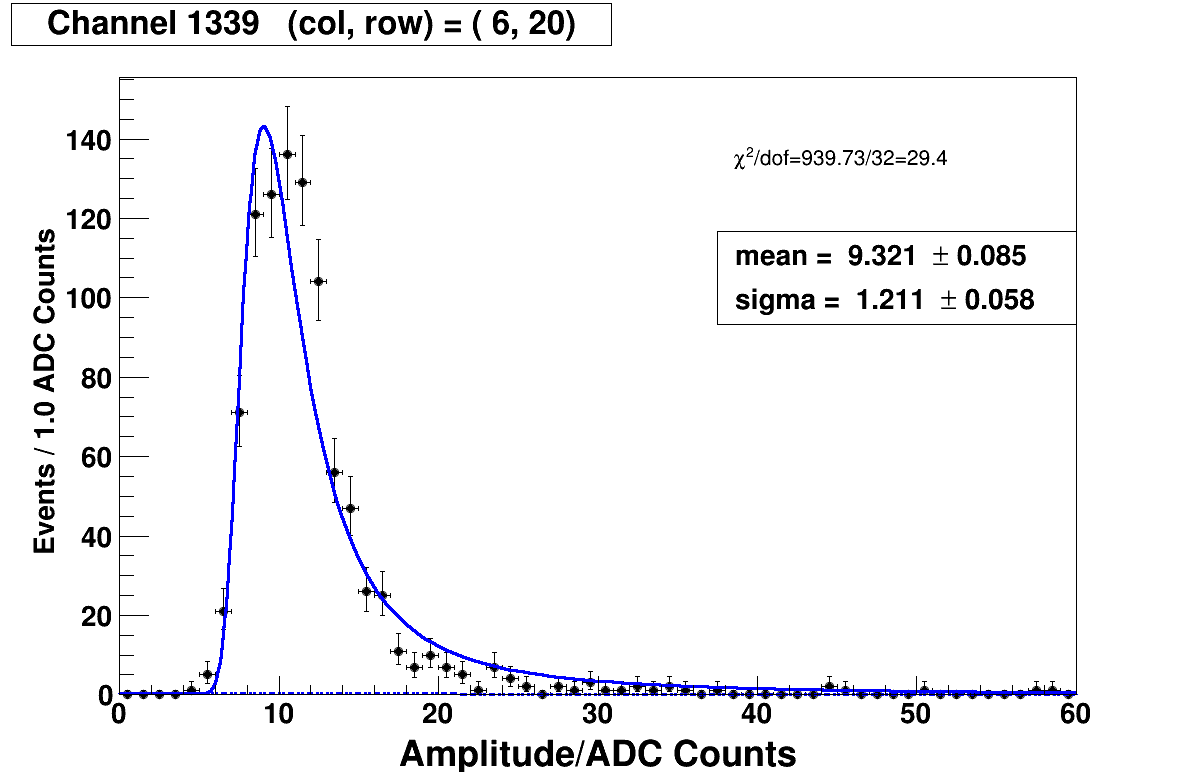 Channel 1339 (col, row) = ( 6, 20)
χ²/dof=939.73/32=29.4
mean = 9.321 ± 0.085
sigma = 1.211 ± 0.058
Events / 1.0 ADC Counts
140
120
100
80
60
40
20
0
0 10 20 30 40 50 60
Amplitude/ADC Counts